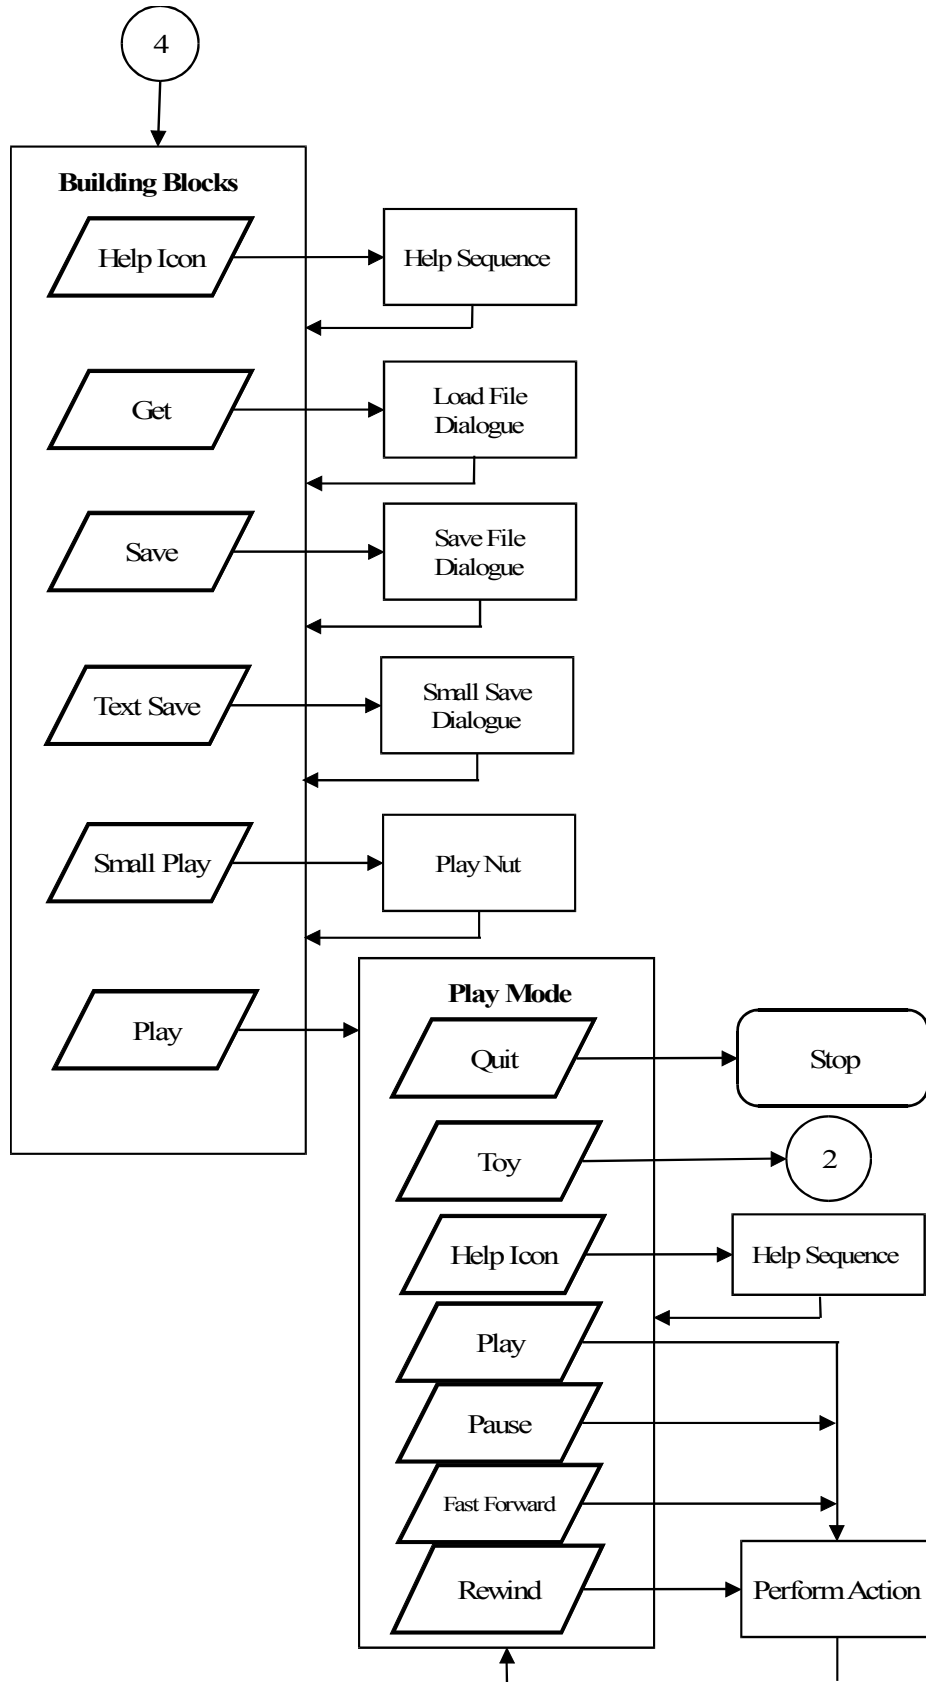 4
Building Blocks
Help Icon
Help Sequence
Get
Load File
Dialogue
Save
Save File
Dialogue
Text Save
Small Save
Dialogue
Small Play
Play Nut
Play
Play Mode
Quit
Stop
Toy
2
Help Icon
Help Sequence
Play
Pause
Fast Forward
Rewind
Perform Action